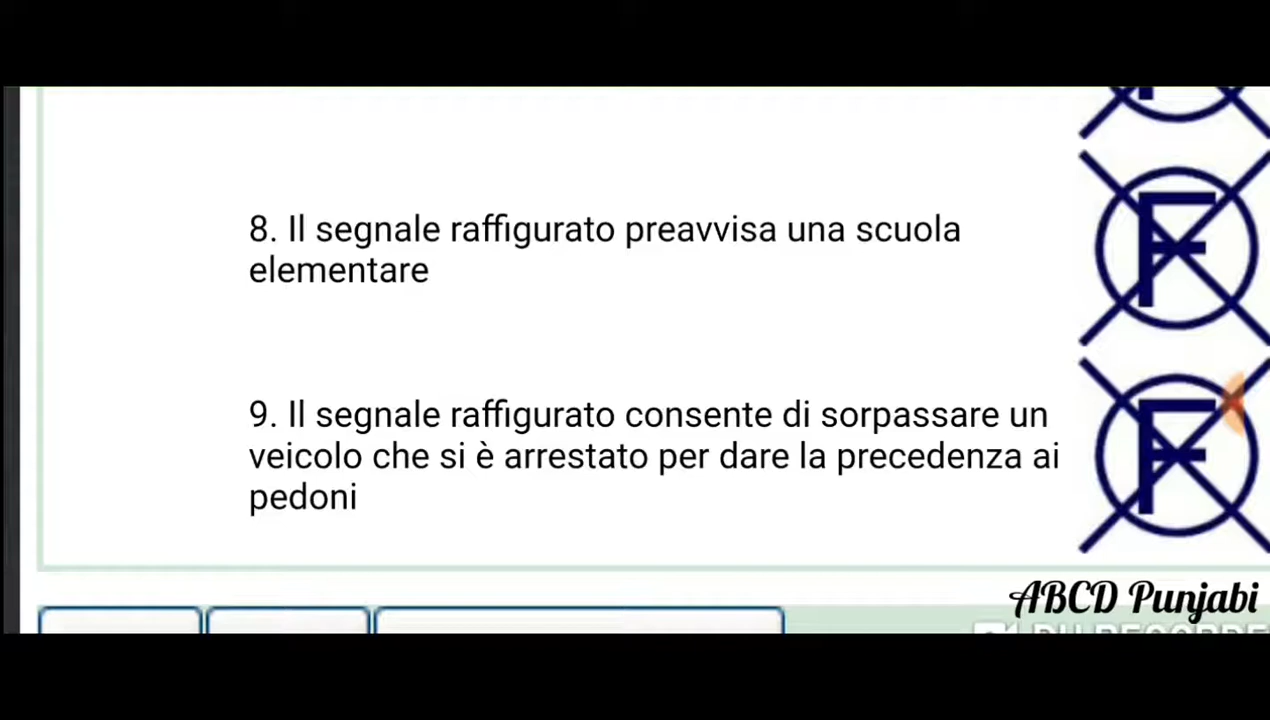 8. Il segnale raffigurato preavvisa una scuola
elementare
F
9. Il segnale raffigurato consente di sorpassare un
veicolo che si è arrestato per dare la precedenza ai
pedoni
F
ABCD Punjabi